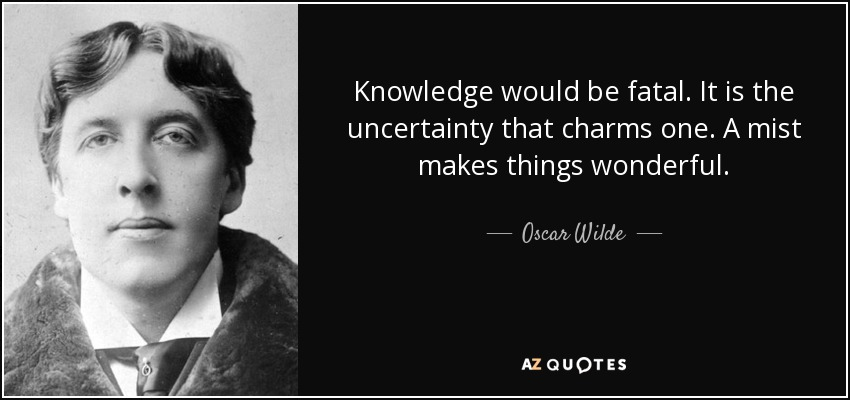 Knowledge would be fatal. It is the
uncertainty that charms one. A mist
makes things wonderful.
Oscar Wilde
AZ QUOTES